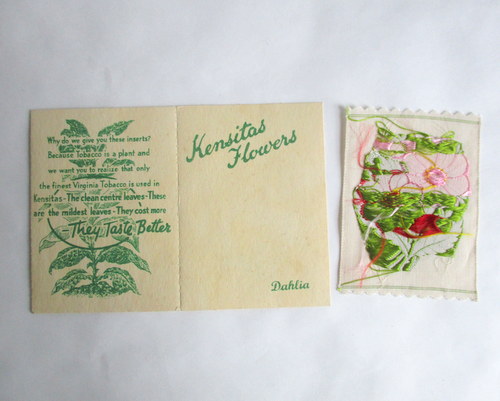 Why do we give you these inserts?
Because Tobacco is a plant and
we want you to realize that only
the finest Virginia Tobacco is used in
Kensitas-The clean centre leaves-These
are the mildest leaves-They cost more
-They Taste Better
Kensitas
Flowers
Dahlia